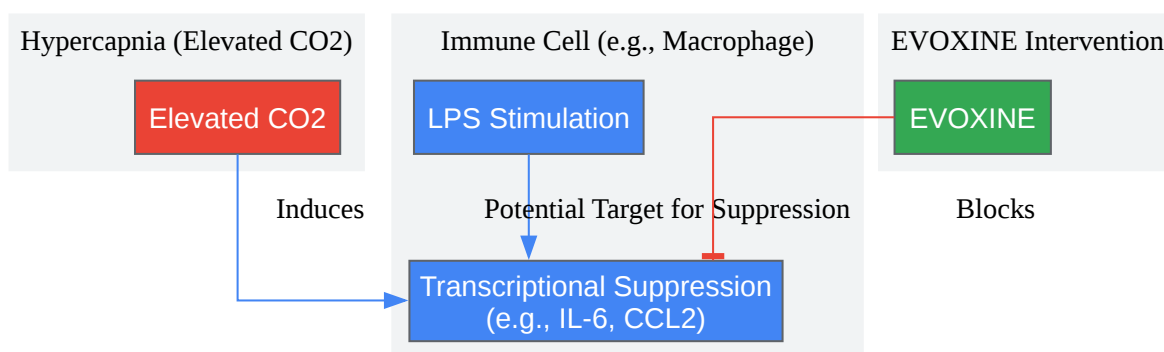 Hypercapnia (Elevated CO2)
Immune Cell (e.g., Macrophage)
EVOXINE Intervention
Elevated CO2
LPS Stimulation
EVOXINE
Induces
Potential Target for Suppression
Blocks
Transcriptional Suppression
(e.g., IL-6, CCL2)